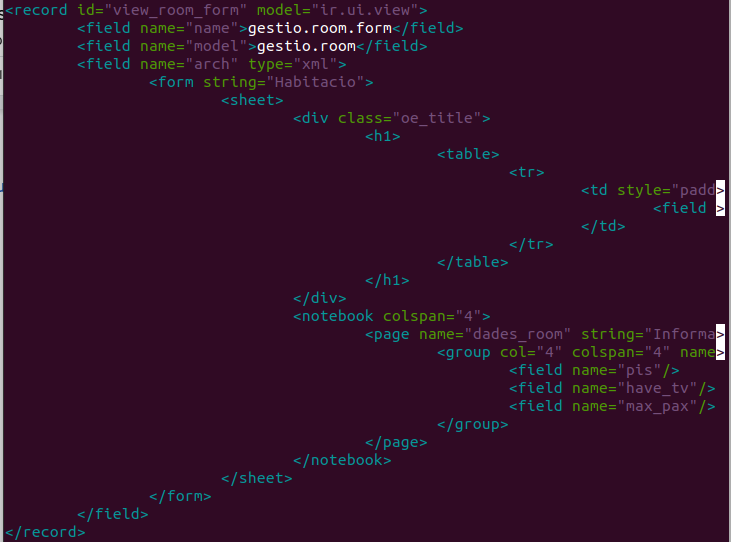 <record id="view_room_form" model="ir.ui.view">
<field name="name">gestio.room.form</field>
<field name="model">gestio.room</field>
<field name="arch" type="xml">
<form string="Habitacio">
<sheet>
<div class="oe_title">
<h1>
<table>
<tr>
<td style="padd>
<field >
</td>
</tr>
</table>
</h1>
</div>
<notebook colspan="4">
<page name="dades_room" string="Informa>
<group col="4" colspan="4" name>
<field name="pis"/>
<field name="have_tv"/>
<field name="max_pax"/>
</group>
</page>
</notebook>
</sheet>
</form>
</field>
</record>